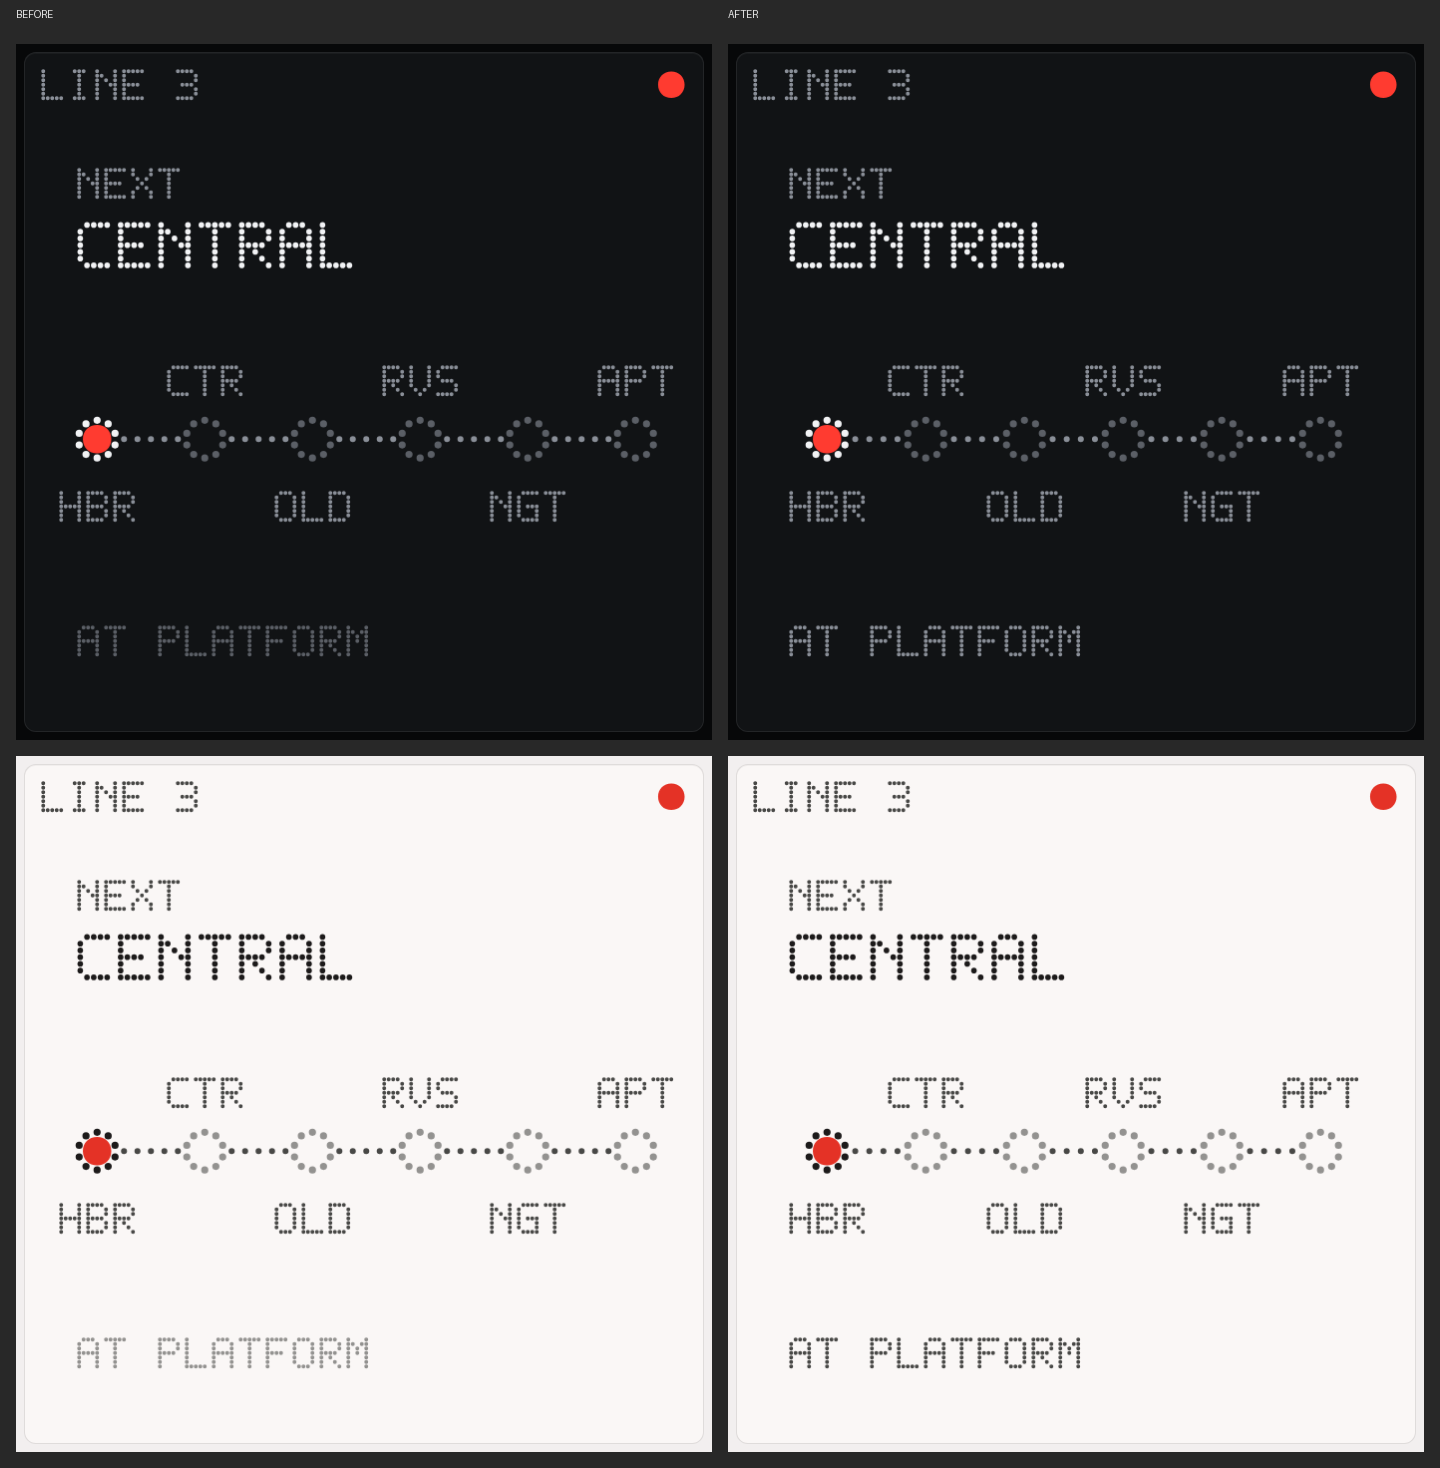 BEFORE
LINE 3
NEXT
CENTRAL
CTR RVS APT
HBR OLD NGT
AT PLATFORM
AFTER
LINE 3
NEXT
CENTRAL
CTR RVS APT
HBR OLD NGT
AT PLATFORM
LINE 3
NEXT
CENTRAL
CTR RVS APT
HBR OLD NGT
AT PLATFORM
LINE 3
NEXT
CENTRAL
CTR RVS APT
HBR OLD NGT
AT PLATFORM